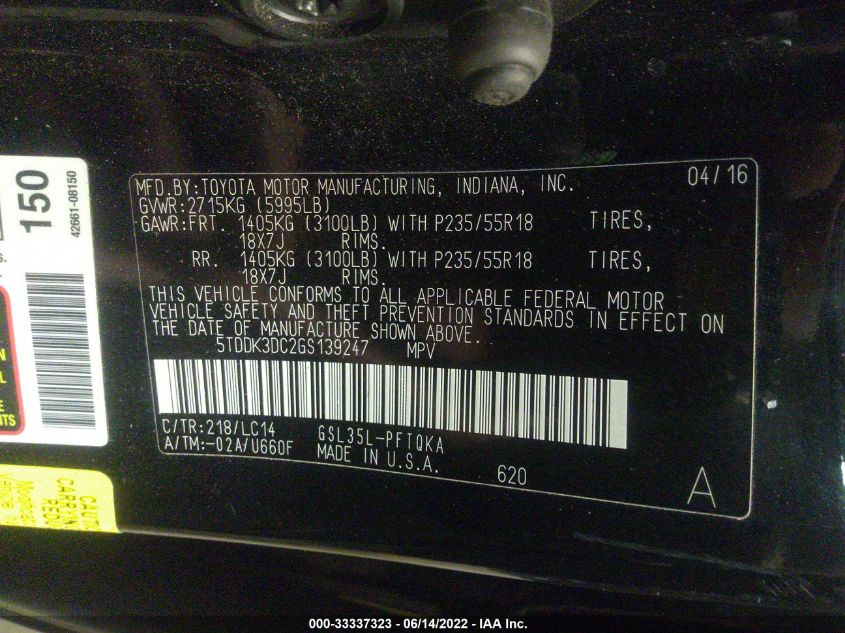 MFD.BY:TOYOTA MOTOR MANUFACTURING, INDIANA, INC. 04/16
GVWR:2715KG (5995LB)
GAWR:FRT. 1405KG (3100LB) WITH P235/55R18 TIRES,
18X7J RIMS.
RR. 1405KG (3100LB) WITH P235/55R18 TIRES,
18X7J RIMS.
THIS VEHICLE CONFORMS TO ALL APPLICABLE FEDERAL MOTOR
VEHICLE SAFETY AND THEFT PREVENTION STANDARDS IN EFFECT ON
THE DATE OF MANUFACTURE SHOWN ABOVE.
5TDDK3DC2GS139247 MPV
C/TR:218/LC14 GSL35L-PFTQKA
A/TM:-02A/U660F MADE IN U.S.A.
620
A
150
42661-08150
s.
N
L
E
NTS
CAUT
CARRYIN
REDU
000-33337323 - 06/14/2022 - IAA Inc.